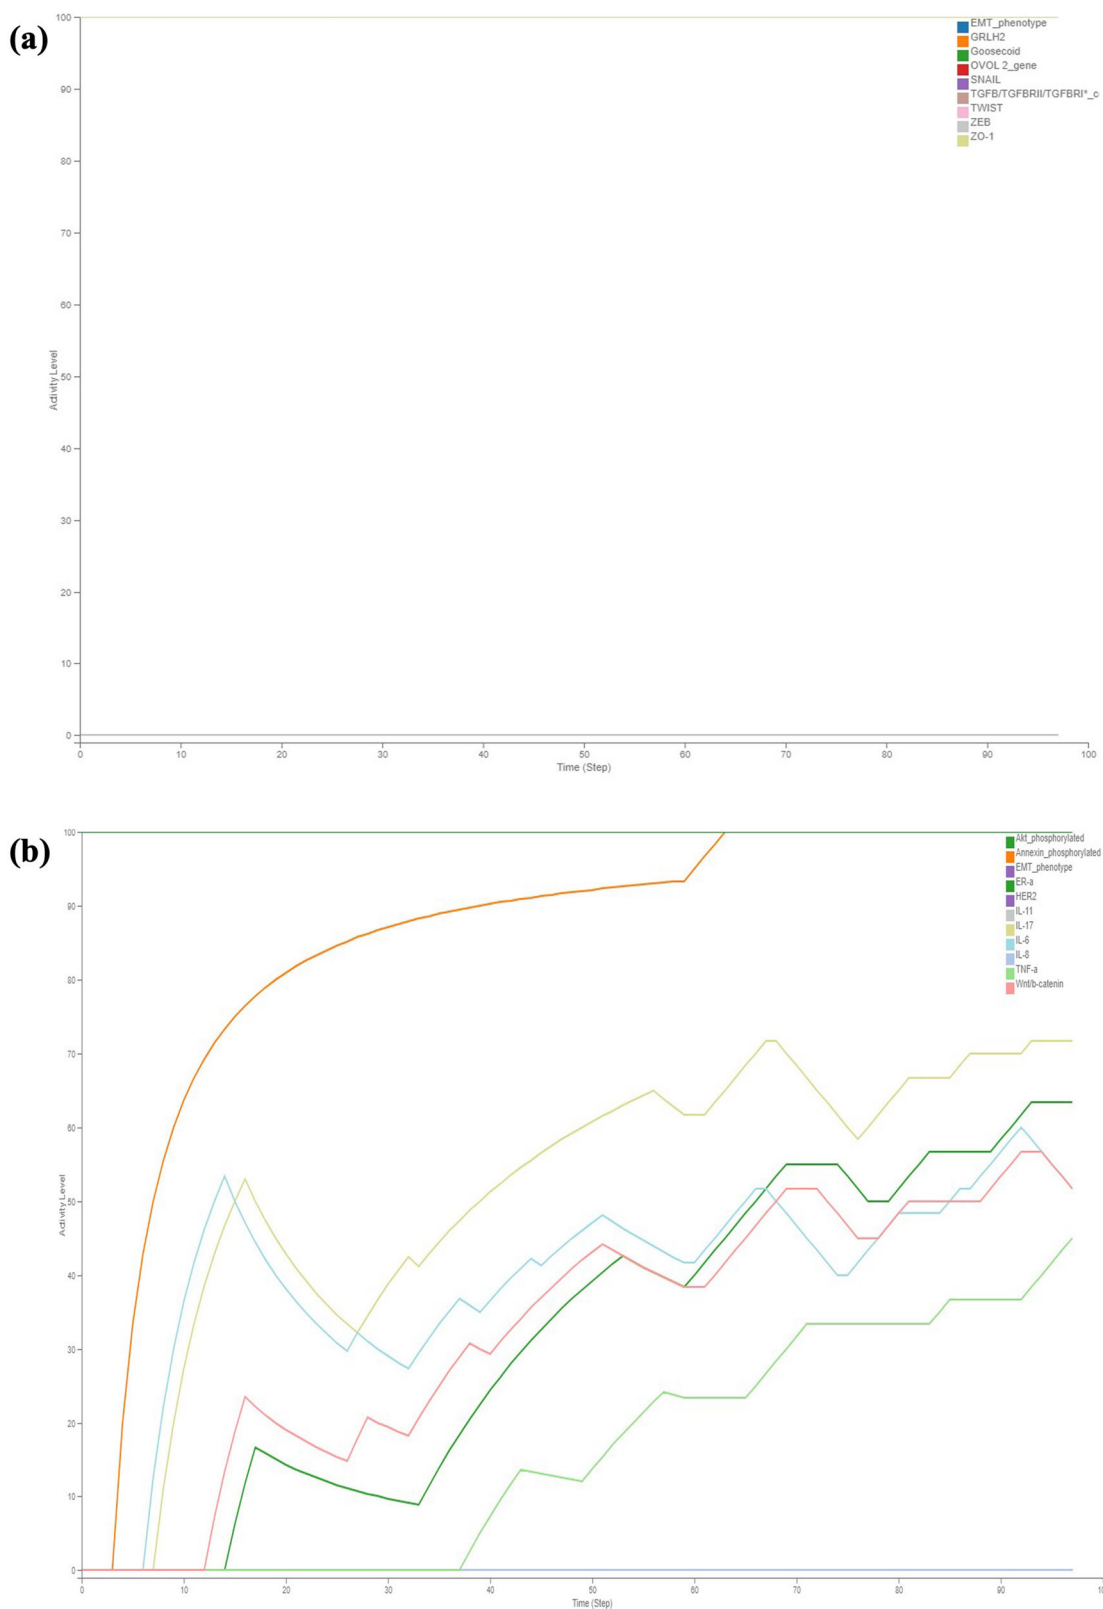 (a)
100
90
80
70
60
50
40
30
20
10
0
Activity Level
0 10 20 30 40 50 60 70 80 90 100
Time (Step)
EMT_phenotype
GRLH2
Goosecoid
OVOL 2_gene
SNAIL
TGFB/TGFBRII/TGFBRI*_c
TWIST
ZEB
ZO-1
(b)
100
90
80
70
60
50
40
30
20
10
0
Activity Level
0 10 20 30 40 50 60 70 80 90 10
Time (Step)
Akt_phosphorylated
Annexin_phosphorylated
EMT_phenotype
ER-a
HER2
IL-11
IL-17
IL-6
IL-8
TNF-a
Wnt/b-catenin